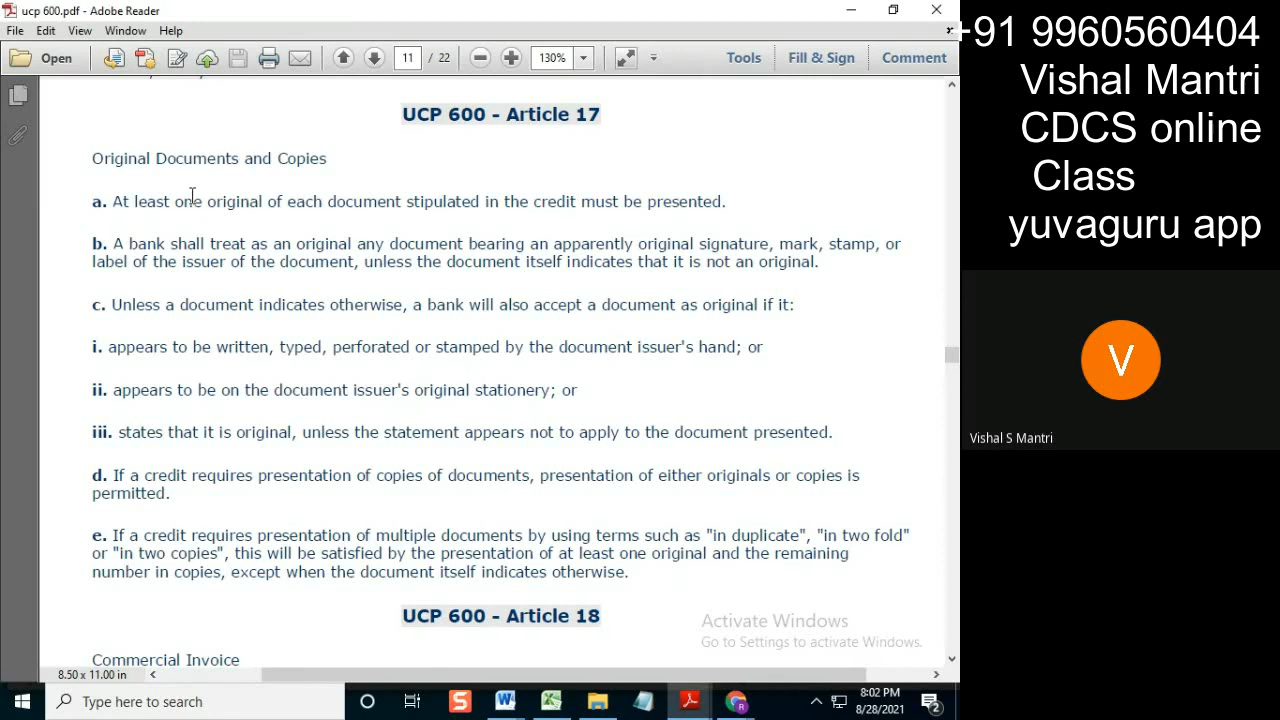 ucp 600.pdf - Adobe Reader
File Edit View Window Help
Open 11 / 22 130% Tools Fill & Sign Comment
UCP 600 - Article 17
Original Documents and Copies
a. At least one original of each document stipulated in the credit must be presented.
b. A bank shall treat as an original any document bearing an apparently original signature, mark, stamp, or
label of the issuer of the document, unless the document itself indicates that it is not an original.
c. Unless a document indicates otherwise, a bank will also accept a document as original if it:
i. appears to be written, typed, perforated or stamped by the document issuer's hand; or
ii. appears to be on the document issuer's original stationery; or
iii. states that it is original, unless the statement appears not to apply to the document presented.
d. If a credit requires presentation of copies of documents, presentation of either originals or copies is
permitted.
e. If a credit requires presentation of multiple documents by using terms such as "in duplicate", "in two fold"
or "in two copies", this will be satisfied by the presentation of at least one original and the remaining
number in copies, except when the document itself indicates otherwise.
UCP 600 - Article 18
Commercial Invoice
Activate Windows
Go to Settings to activate Windows.
8.50 x 11.00 in
Type here to search
8:02 PM
8/28/2021
2
+91 9960560404
Vishal Mantri
CDCS online
Class
yuvaguru app
V
Vishal S Mantri